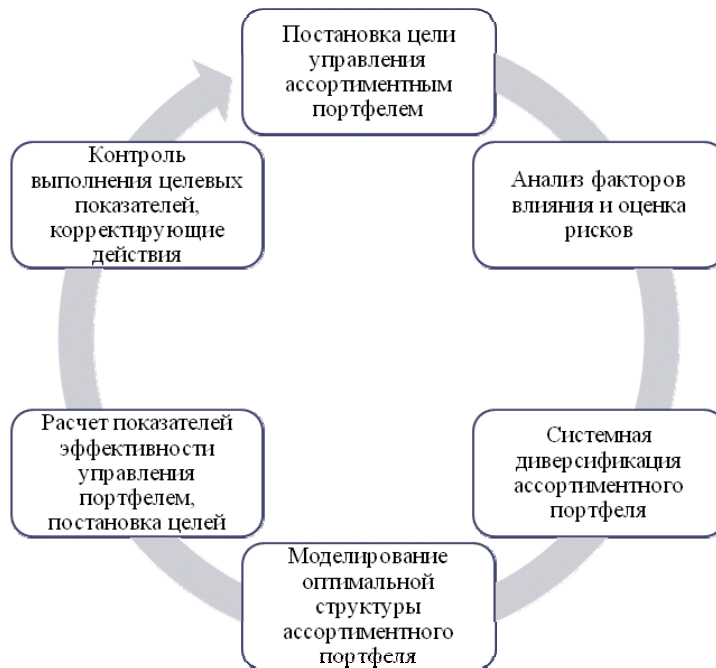 Постановка цели
управления
ассортиментным
портфелем
Анализ факторов
влияния и оценка
рисков
Системная
диверсификация
ассортиментного
портфеля
Моделирование
оптимальной
структуры
ассортиментного
портфеля
Расчет показателей
эффективности
управления
портфелем,
постановка целей
Контроль
выполнения целевых
показателей,
корректирующие
действия